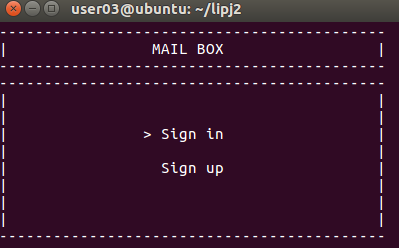 user03@ubuntu: ~/lipj2
MAIL BOX
> Sign in
Sign up